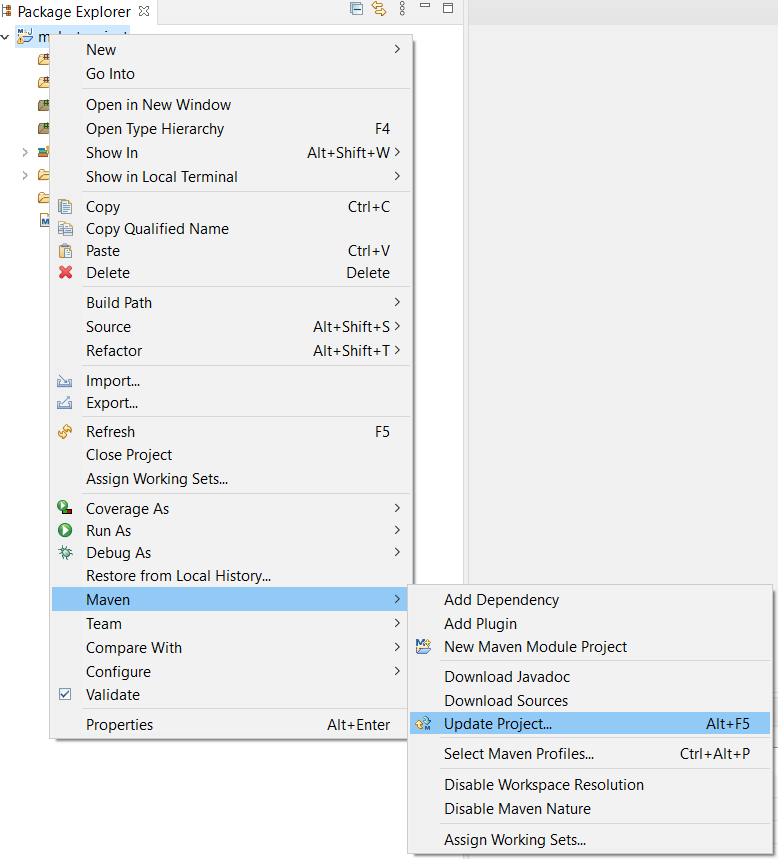 Package Explorer
New
Go Into
Open in New Window
Open Type Hierarchy F4
Show In Alt+Shift+W
Show in Local Terminal
Copy Ctrl+C
Copy Qualified Name
Paste Ctrl+V
Delete Delete
Build Path
Source Alt+Shift+S
Refactor Alt+Shift+T
Import...
Export...
Refresh F5
Close Project
Assign Working Sets...
Coverage As
Run As
Debug As
Restore from Local History...
Maven
Team
Compare With
Configure
Validate
Properties Alt+Enter
Add Dependency
Add Plugin
New Maven Module Project
Download Javadoc
Download Sources
Update Project... Alt+F5
Select Maven Profiles... Ctrl+Alt+P
Disable Workspace Resolution
Disable Maven Nature
Assign Working Sets...